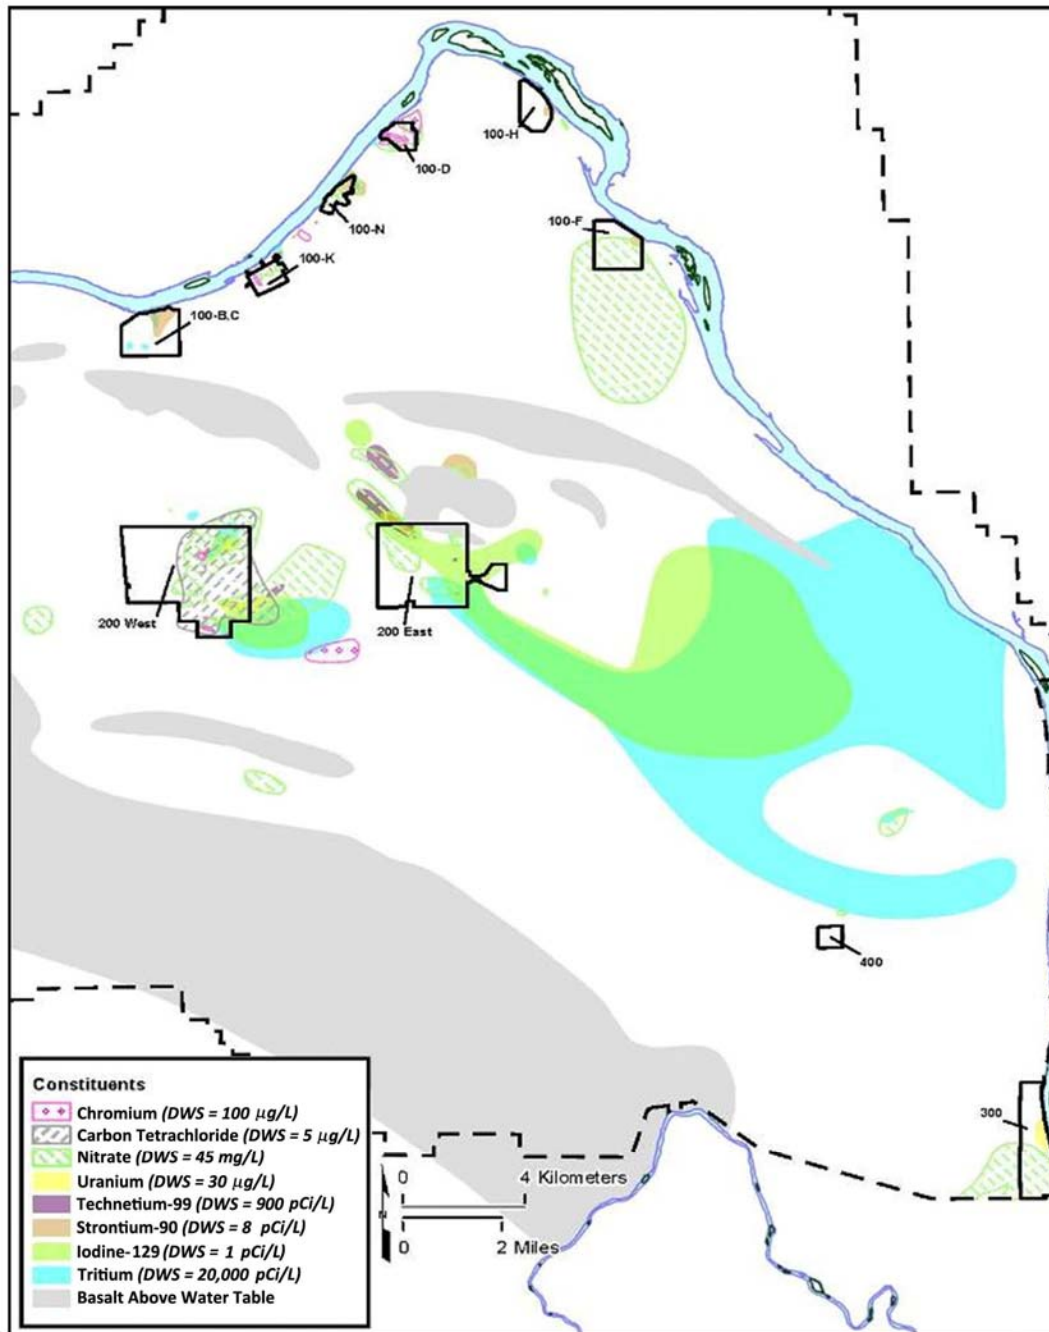 100-H
100-D
100-N
100-F
100-K
100-B,C
200 West
200 East
400
300
Constituents
Chromium (DWS = 100 µg/L)
Carbon Tetrachloride (DWS = 5 µg/L)
Nitrate (DWS = 45 mg/L)
Uranium (DWS = 30 µg/L)
Technetium-99 (DWS = 900 pCi/L)
Strontium-90 (DWS = 8 pCi/L)
Iodine-129 (DWS = 1 pCi/L)
Tritium (DWS = 20,000 pCi/L)
Basalt Above Water Table
N
0 4 Kilometers
0 2 Miles